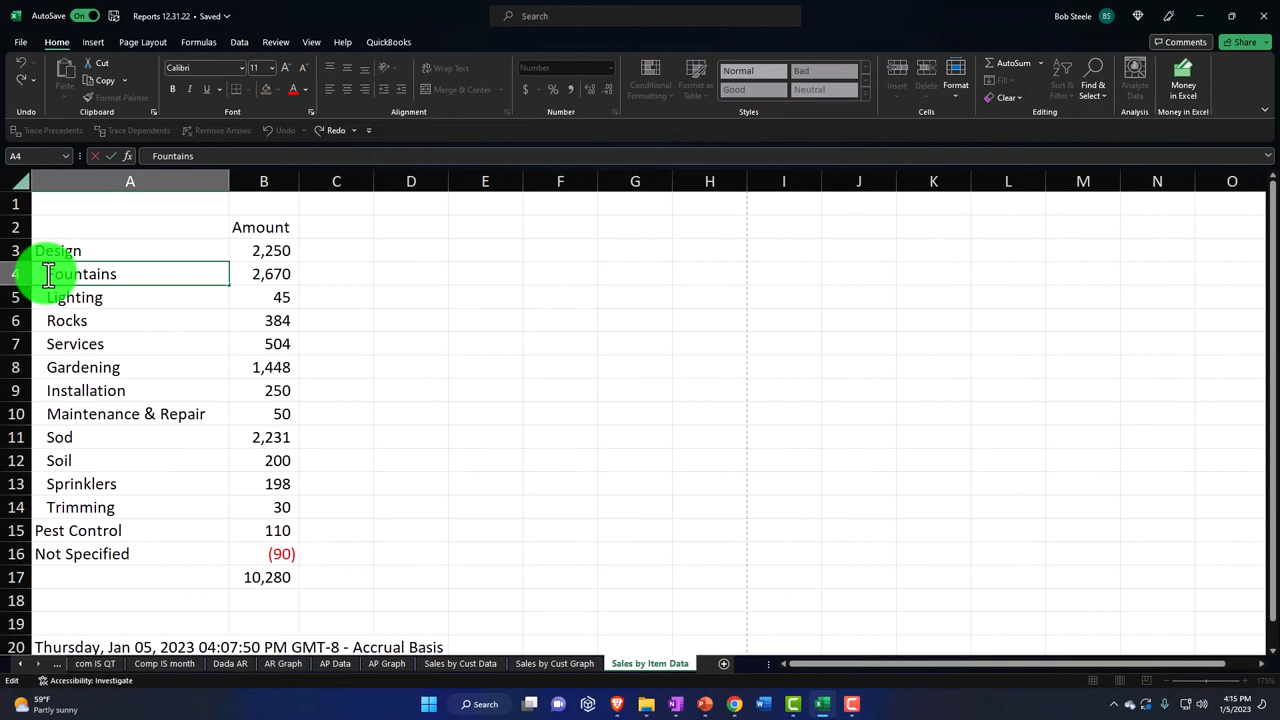 AutoSave On Reports 12.31.22 • Saved Search Bob Steele BS
File Home Insert Page Layout Formulas Data Review View Help QuickBooks Comments Share
Cut Calibri 11 Wrap Text Number Normal Bad AutoSum
Copy Fill
Paste Format Painter B I U Merge & Center $ % Conditional Formatting Format as Table Good Neutral Insert Delete Format Clear Sort & Filter Find & Select Analyze Data Money in Excel
Undo Clipboard Font Alignment Number Styles Cells Editing Analysis Money in Excel
Trace Precedents Trace Dependents Remove Arrows Undo Redo
A4 fx Fountains
A B C D E F G H I J K L M N O
1
2 Amount
3 Design 2,250
4 Fountains 2,670
5 Lighting 45
6 Rocks 384
7 Services 504
8 Gardening 1,448
9 Installation 250
10 Maintenance & Repair 50
11 Sod 2,231
12 Soil 200
13 Sprinklers 198
14 Trimming 30
15 Pest Control 110
16 Not Specified (90)
17 10,280
18
19
20 Thursday, Jan 05, 2023 04:07:50 PM GMT-8 - Accrual Basis
... com IS QT Comp IS month Dada AR AR Graph AP Data AP Graph Sales by Cust Data Sales by Cust Graph Sales by Item Data
Edit Accessibility: Investigate 175%
59°F Search 4:15 PM
Partly sunny 1/5/2023